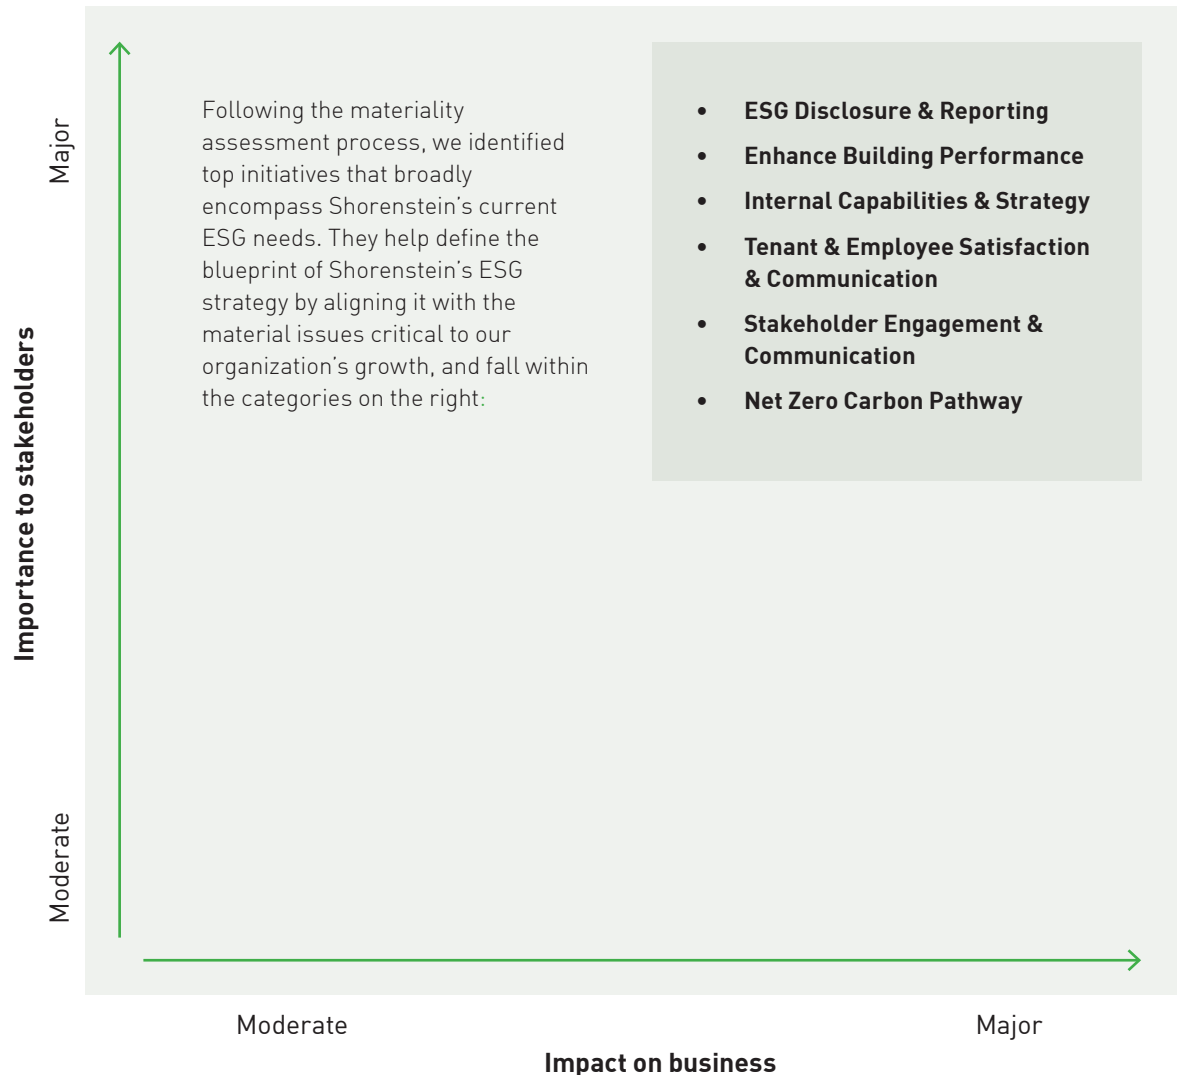 Major
Importance to stakeholders
Moderate
Following the materiality
assessment process, we identified
top initiatives that broadly
encompass Shorenstein’s current
ESG needs. They help define the
blueprint of Shorenstein’s ESG
strategy by aligning it with the
material issues critical to our
organization’s growth, and fall within
the categories on the right:
• ESG Disclosure & Reporting
• Enhance Building Performance
• Internal Capabilities & Strategy
• Tenant & Employee Satisfaction
& Communication
• Stakeholder Engagement &
Communication
• Net Zero Carbon Pathway
Moderate
Major
Impact on business